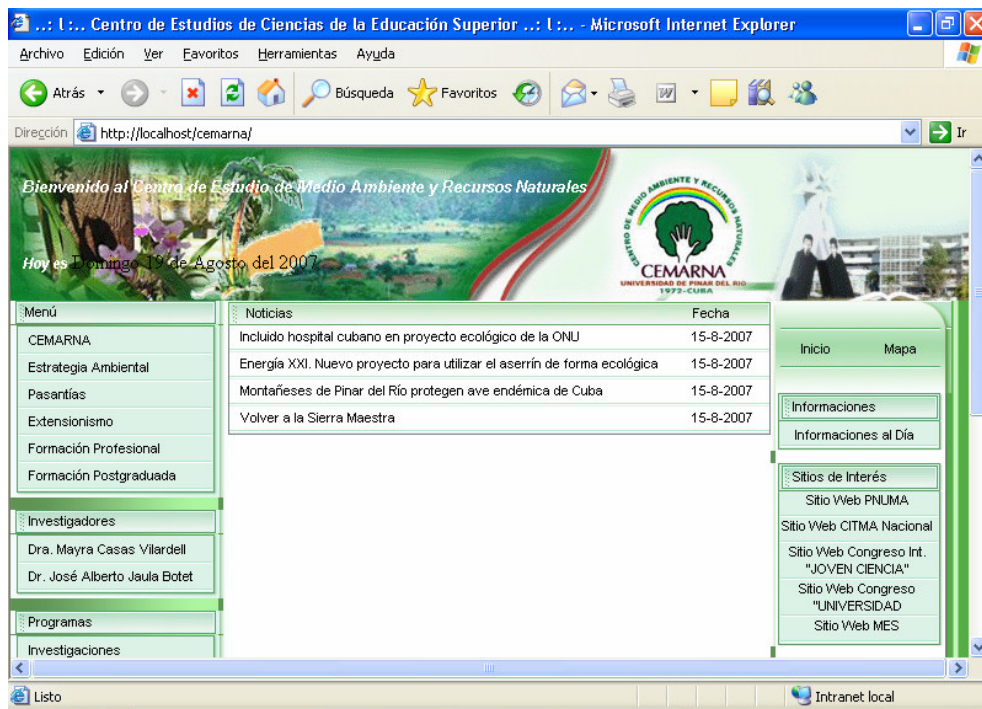 ..: l :.. Centro de Estudios de Ciencias de la Educación Superior ..: l :.. - Microsoft Internet Explorer
Archivo Edición Ver Favoritos Herramientas Ayuda
Atrás Búsqueda Favoritos
Dirección http://localhost/cemarna/ Ir
Bienvenido al Centro de Estudio de Medio Ambiente y Recursos Naturales
Hoy es Domingo 19 de Agosto del 2007
CENTRO DE ESTUDIO DE MEDIO AMBIENTE Y RECURSOS NATURALES
CEMARNA
UNIVERSIDAD DE PINAR DEL RIO
1972-CUBA
Menú
CEMARNA
Estrategia Ambiental
Pasantías
Extensionismo
Formación Profesional
Formación Postgraduada
Investigadores
Dra. Mayra Casas Vilardell
Dr. José Alberto Jaula Botet
Programas
Investigaciones
Noticias Fecha
Incluido hospital cubano en proyecto ecológico de la ONU 15-8-2007
Energía XXI. Nuevo proyecto para utilizar el aserrín de forma ecológica 15-8-2007
Montañeses de Pinar del Río protegen ave endémica de Cuba 15-8-2007
Volver a la Sierra Maestra 15-8-2007
Inicio Mapa
Informaciones
Informaciones al Día
Sitios de Interés
Sitio Web PNUMA
Sitio Web CITMA Nacional
Sitio Web Congreso Int.
"JOVEN CIENCIA"
Sitio Web Congreso
"UNIVERSIDAD
Sitio Web MES
Listo Intranet local